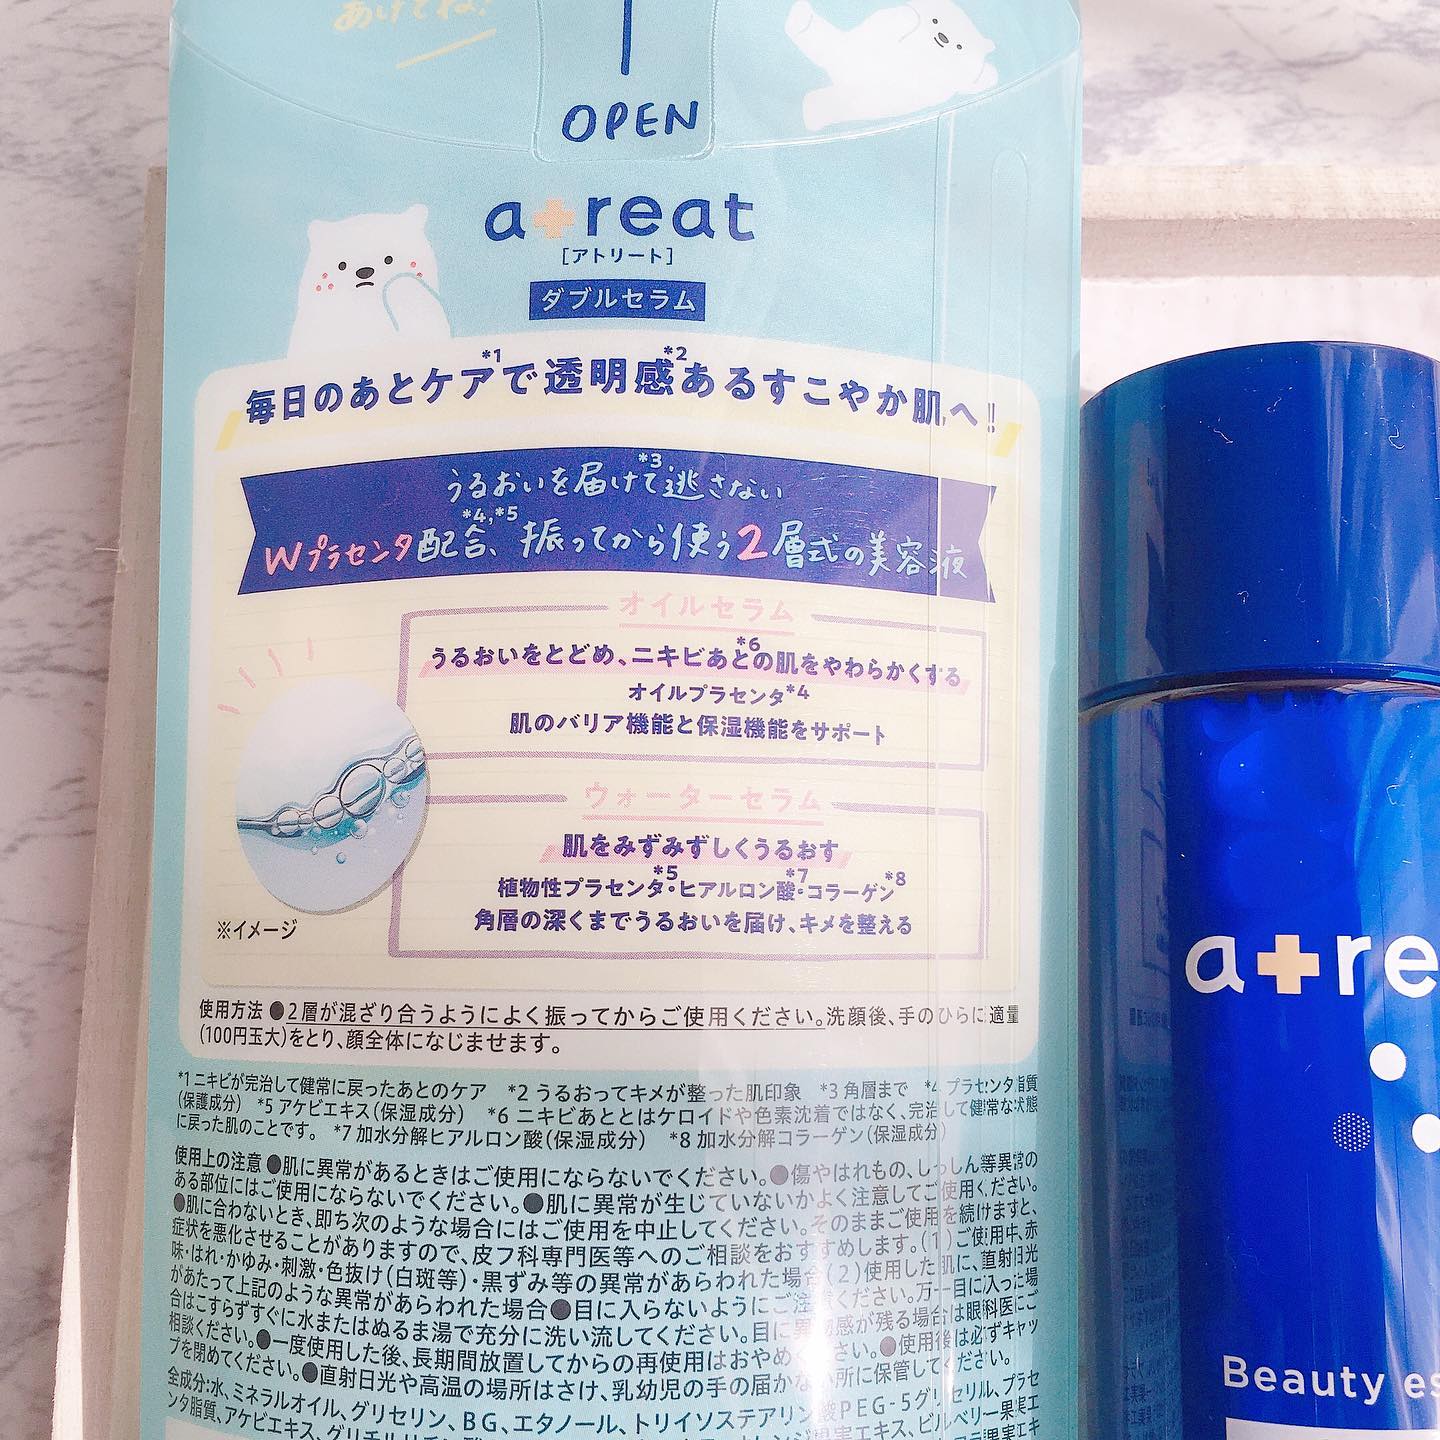 あけてね!
OPEN
a+reat
[アトリート]
ダブルセラム
毎日のあとケア*1で透明感*2あるすこやか肌へ!!
うるおいを届けて*3逃さない
Wプラセンタ配合*4,*5、振ってから使う2層式の美容液
オイルセラム
うるおいをとどめ、ニキビあと*6の肌をやわらかくする
オイルプラセンタ*4
肌のバリア機能と保湿機能をサポート
ウォーターセラム
肌をみずみずしくうるおす
植物性プラセンタ*5・ヒアルロン酸*7・コラーゲン*8
角層の深くまでうるおいを届け、キメを整える
※イメージ
使用方法 ●2層が混ざり合うようによく振ってからご使用ください。洗顔後、手のひらに適量
(100円玉大)をとり、顔全体になじませます。
*1 ニキビが完治して健常に戻ったあとのケア *2 うるおってキメが整った肌印象 *3 角層まで *4 プラセンタ脂質
(保護成分) *5 アケビエキス(保湿成分) *6 ニキビあととはケロイドや色素沈着ではなく、完治して健常な状態
に戻った肌のことです。 *7 加水分解ヒアルロン酸(保湿成分) *8 加水分解コラーゲン(保湿成分)
使用上の注意 ●肌に異常があるときはご使用にならないでください。●傷やはれもの、しっしん等異常の
ある部位にはご使用にならないでください。●肌に異常が生じていないかよく注意してご使用ください。
●肌に合わないとき、即ち次のような場合にはご使用を中止してください。そのままご使用を続けますと、
症状を悪化させることがありますので、皮フ科専門医等へのご相談をおすすめします。(1)ご使用中、赤
味・はれ・かゆみ・刺激・色抜け(白斑等)・黒ずみ等の異常があらわれた場合(2)使用した肌に、直射日光
があたって上記のような異常があらわれた場合●目に入らないようにご注意ください。万一目に入った場
合はこすらずすぐに水またはぬるま湯で充分に洗い流してください。目に異物感が残る場合は眼科医にご
相談ください。●一度使用した後、長期間放置してからの再使用はおやめください。●使用後は必ずキャッ
プを閉めてください。●直射日光や高温の場所はさけ、乳幼児の手の届かない所に保管してください。
全成分:水、ミネラルオイル、グリセリン、BG、エタノール、トリイソステアリン酸PEG-5グリセリル、プラセ
ンタ脂質、アケビエキス、
果実エキス、ビルベリー果実エ
a+re
Beauty es